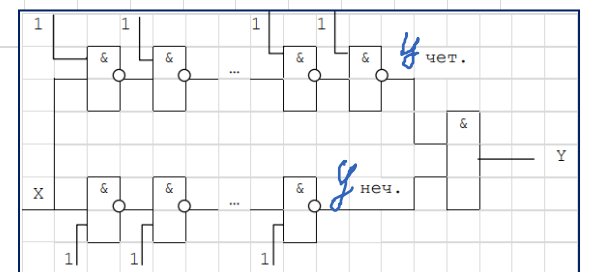 1 1 1 1
& & ... & & У чет.
& Y
X & & ... & У неч.
1 1 1